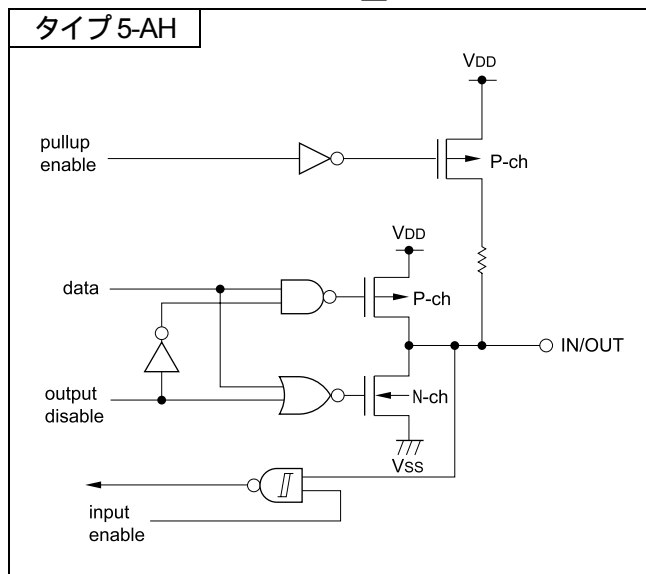 タイプ 5-AH
VDD
pullup
enable
P-ch
VDD
data
P-ch
IN/OUT
output
disable
N-ch
VSS
input
enable